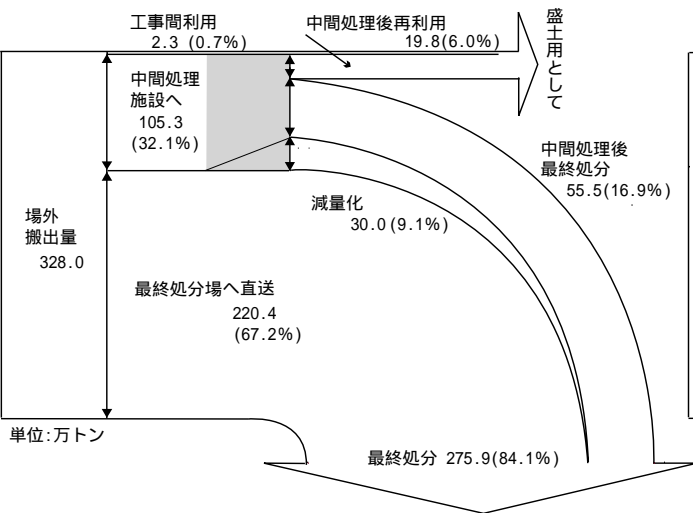 工事間利用
2.3 (0.7%)
中間処理後再利用
19.8(6.0%)
盛土用として
中間処理
施設へ
105.3
(32.1%)
中間処理後
最終処分
55.5(16.9%)
減量化
30.0(9.1%)
場外
搬出量
328.0
最終処分場へ直送
220.4
(67.2%)
単位:万トン
最終処分 275.9(84.1%)